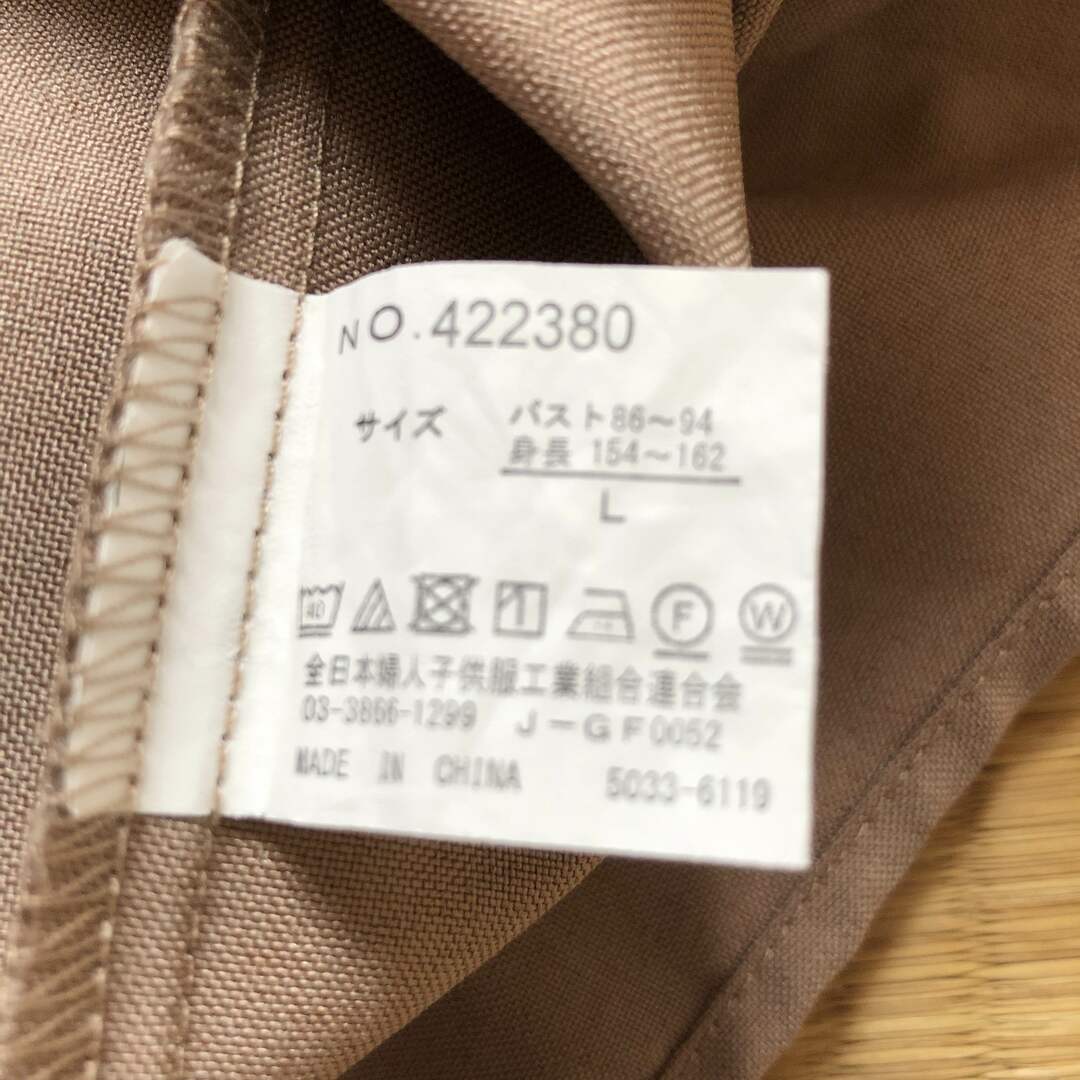 NO.422380
サイズ
バスト86〜94
身長 154〜162
L
40
F W
全日本婦人子供服工業組合連合会
03-3866-1299 J-GF0052
MADE IN CHINA 5033-6119